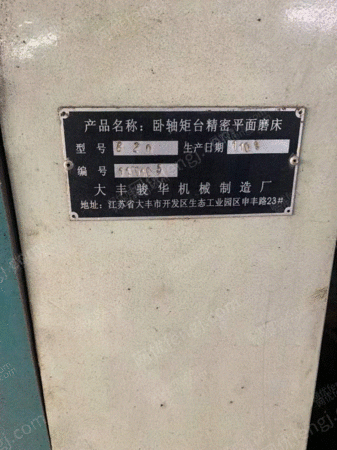 产品名称：卧轴矩台精密平面磨床
型号 820 生产日期
编号
大丰骏华机械制造厂
地址：江苏省大丰市开发区生态工业园区申丰路23#